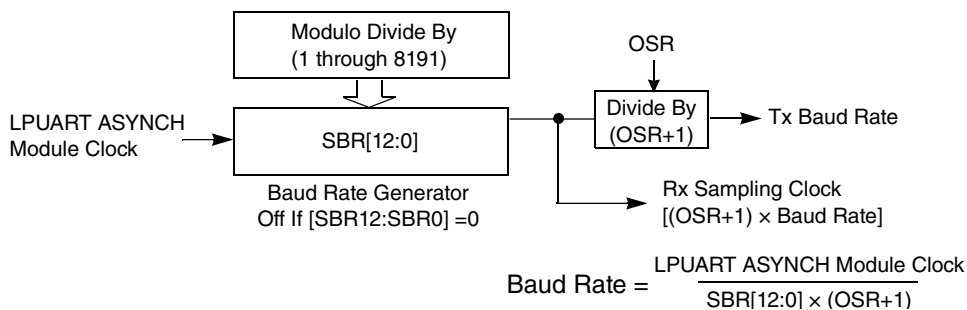 Modulo Divide By
(1 through 8191)
OSR
LPUART ASYNCH
Module Clock
SBR[12:0]
Divide By
(OSR+1)
Tx Baud Rate
Baud Rate Generator
Off If [SBR12:SBR0] =0
Rx Sampling Clock
[(OSR+1) × Baud Rate]
Baud Rate = LPUART ASYNCH Module Clock
SBR[12:0] × (OSR+1)